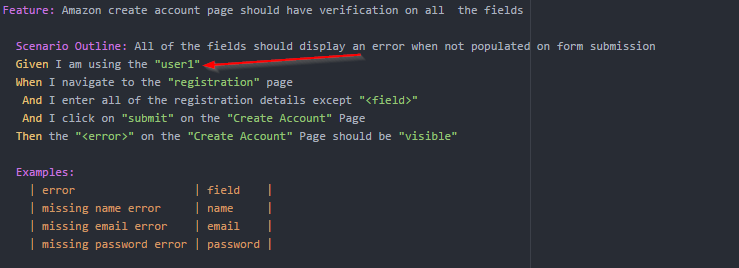 Feature: Amazon create account page should have verification on all  the fields
Scenario Outline: All of the fields should display an error when not populated on form submission
Given I am using the "user1"
When I navigate to the "registration" page
And I enter all of the registration details except "<field>"
And I click on "submit" on the "Create Account" Page
Then the "<error>" on the "Create Account" Page should be "visible"
Examples:
| error                  | field    |
| missing name error     | name     |
| missing email error    | email    |
| missing password error | password |